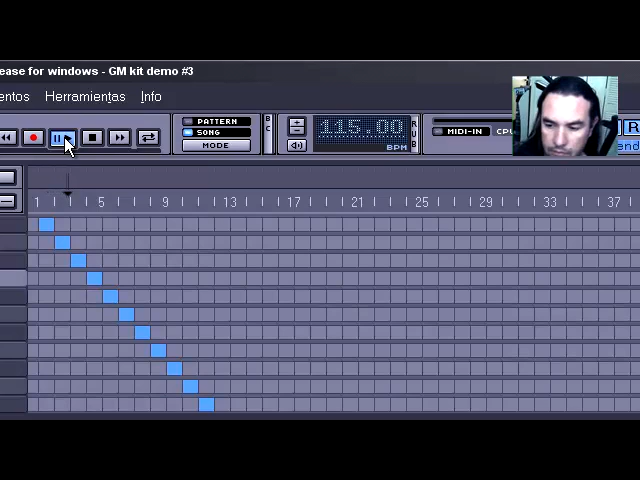 ease for windows - GM kit demo #3
entos Herramientas Info
PATTERN
SONG
MODE
B
C
115.00
BPM
R
U
B
MIDI-IN
R
end
1 5 9 13 17 21 25 29 33 37